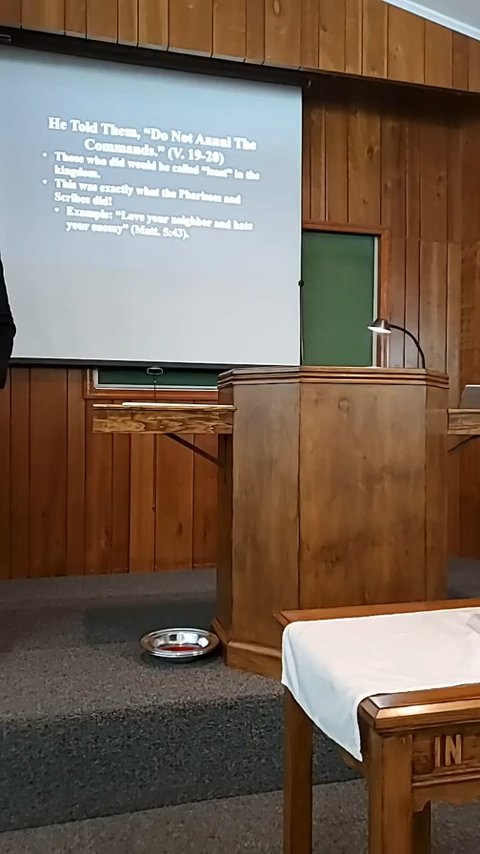 He Told Them, "Do Not Annul The
Commands." (V. 19-20)
• Those who did would be called "least" in the
kingdom.
• This was exactly what the Pharisees and
Scribes did!
• Example: "Love your neighbor and hate
your enemy" (Matt. 5:43).
IN